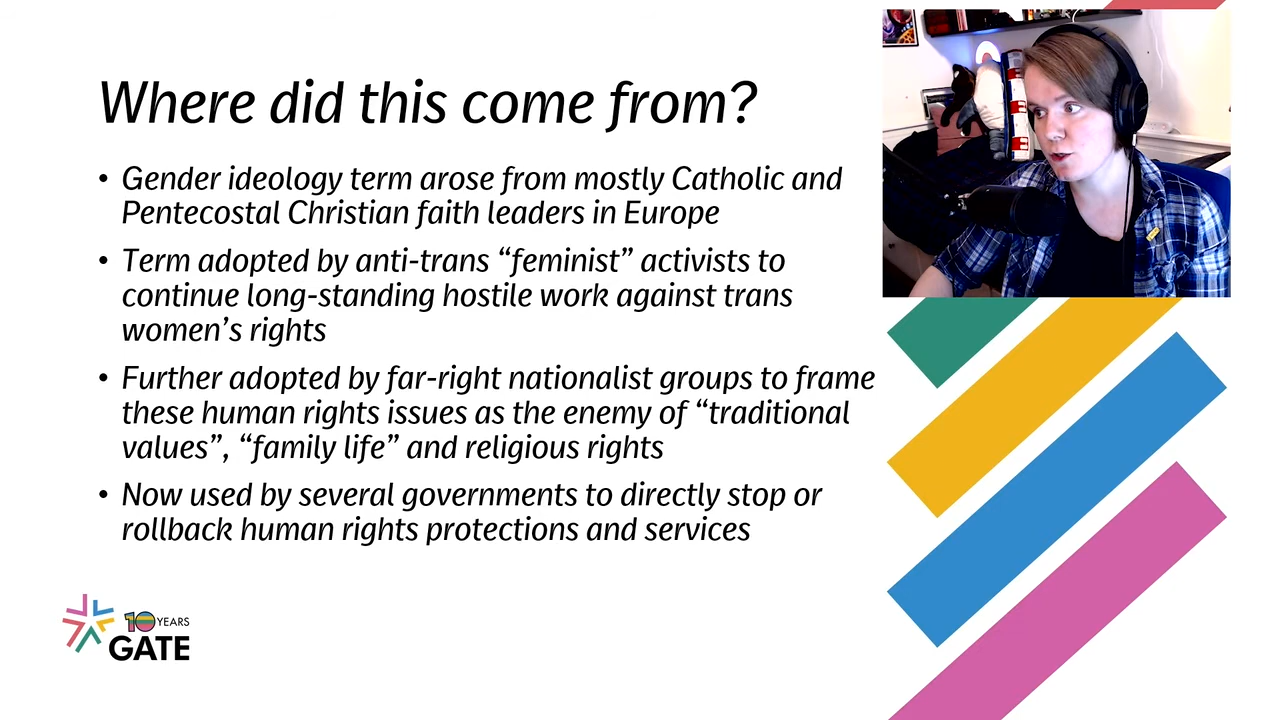 Where did this come from?
• Gender ideology term arose from mostly Catholic and
Pentecostal Christian faith leaders in Europe
• Term adopted by anti-trans “feminist” activists to
continue long-standing hostile work against trans
women’s rights
• Further adopted by far-right nationalist groups to frame
these human rights issues as the enemy of “traditional
values”, “family life” and religious rights
• Now used by several governments to directly stop or
rollback human rights protections and services
10 YEARS
GATE